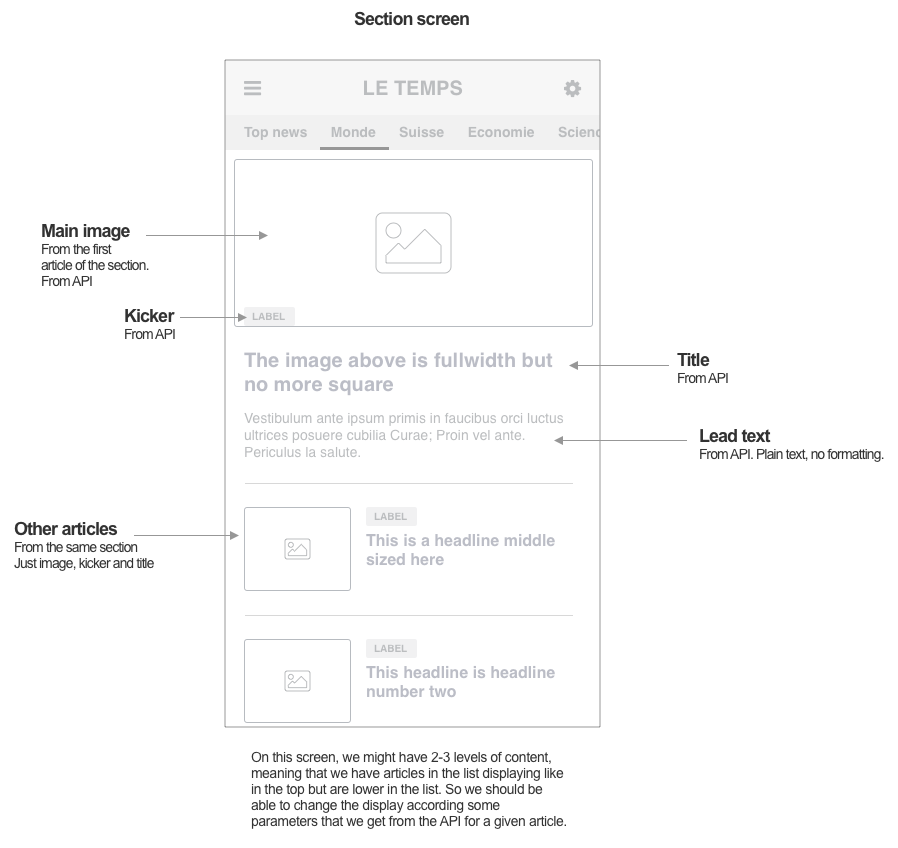 Section screen
LE TEMPS
Top news Monde Suisse Economie Scienc
Main image
From the first
article of the section.
From API
Kicker
From API
LABEL
The image above is fullwidth but
no more square
Title
From API
Vestibulum ante ipsum primis in faucibus orci luctus
ultrices posuere cubilia Curae; Proin vel ante.
Periculus la salute.
Lead text
From API. Plain text, no formatting.
Other articles
From the same section
Just image, kicker and title
LABEL
This is a headline middle
sized here
LABEL
This headline is headline
number two
On this screen, we might have 2-3 levels of content,
meaning that we have articles in the list displaying like
in the top but are lower in the list. So we should be
able to change the display according some
parameters that we get from the API for a given article.